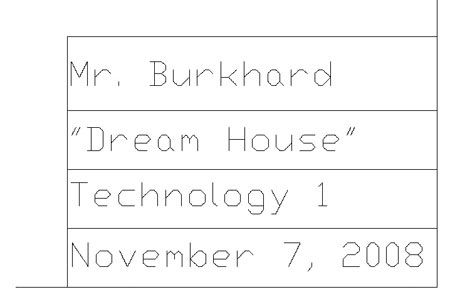 Mr. Burkhard
"Dream House"
Technology 1
November 7, 2008